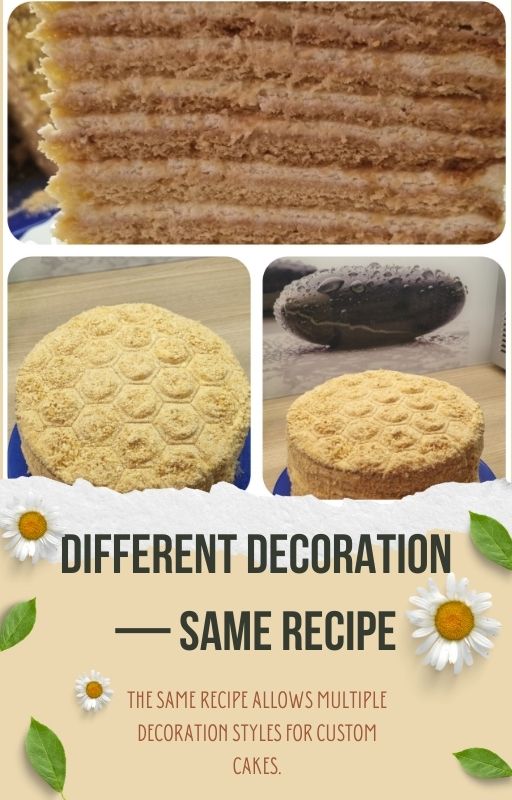 DIFFERENT DECORATION
— SAME RECIPE
THE SAME RECIPE ALLOWS MULTIPLE
DECORATION STYLES FOR CUSTOM
CAKES.